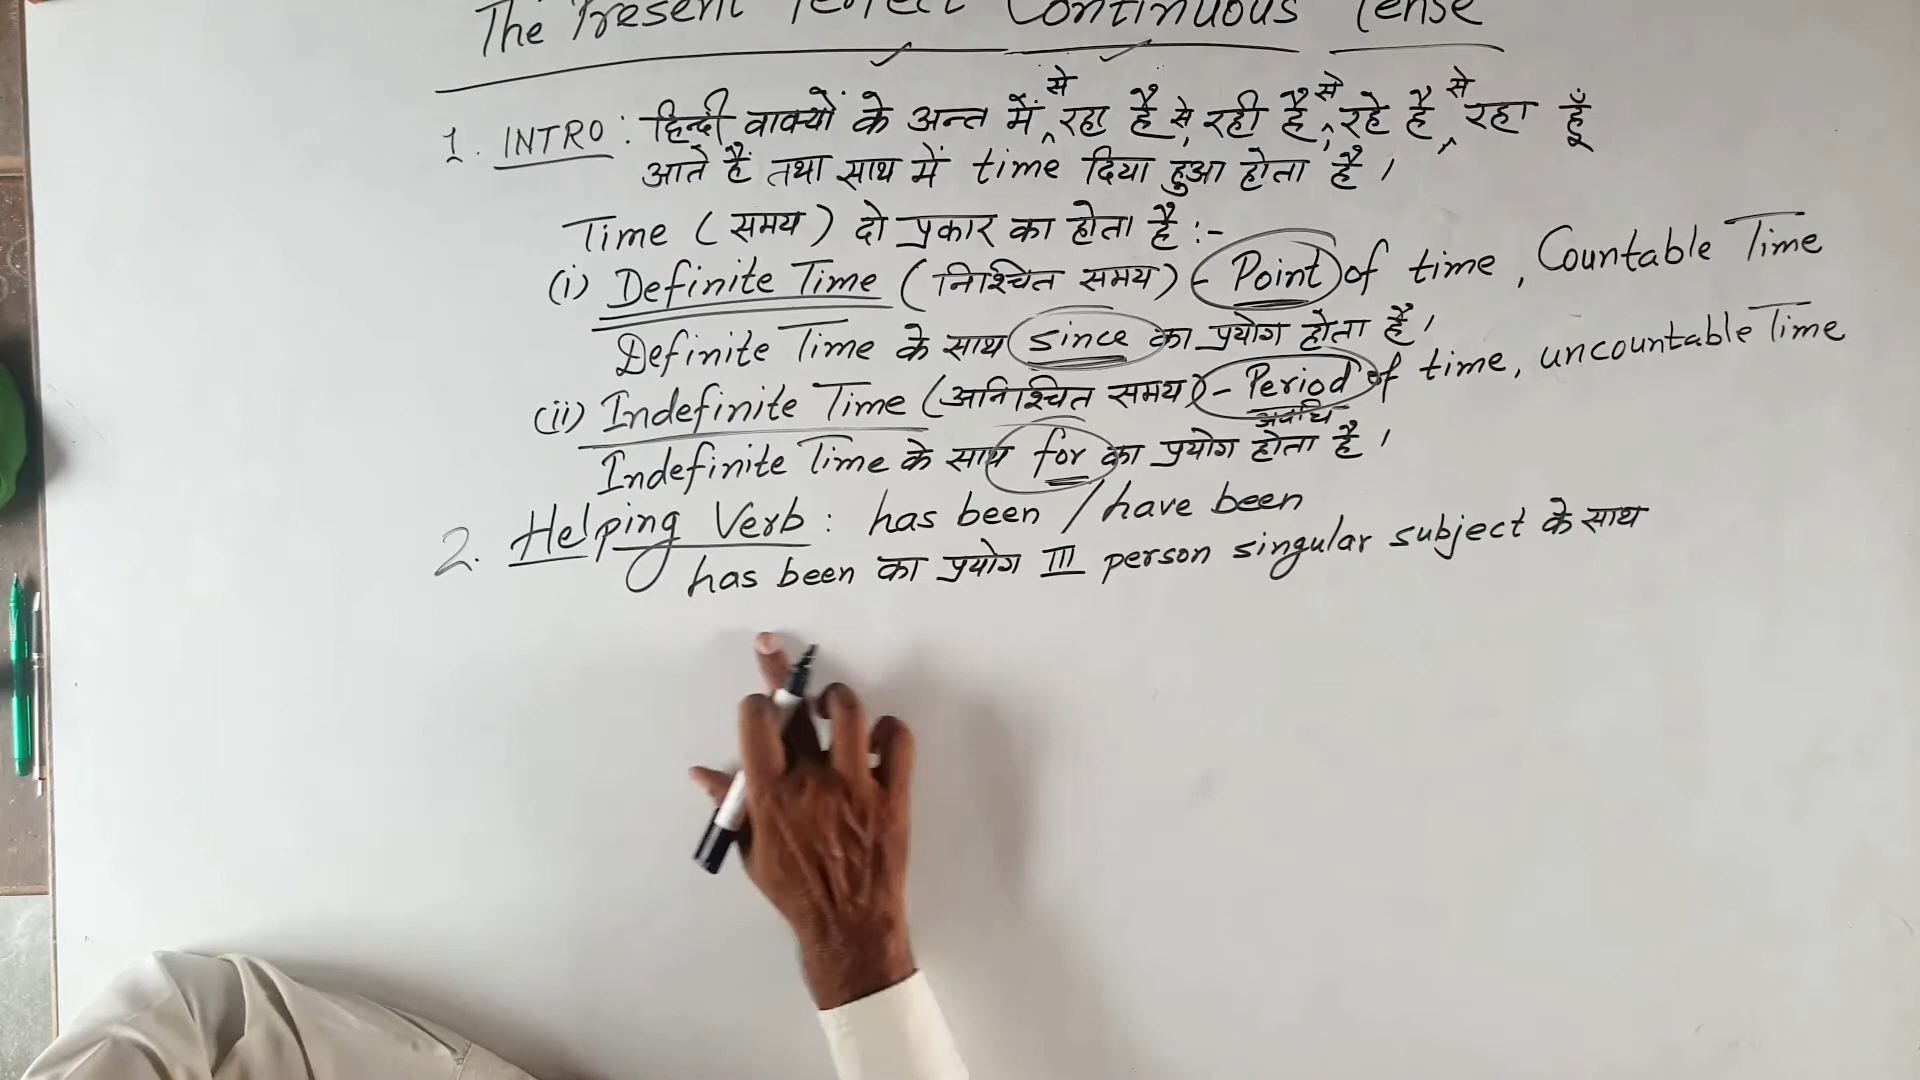 The Present Perfect Continuous Tense
1. INTRO : हिन्दी वाक्यों के अन्त में से रहा है से रही है से रहे है से रहा हूँ
आते हैं तथा साथ में time दिया हुआ होता है ।
Time ( समय ) दो प्रकार का होता है :-
(i) Definite Time ( निश्चित समय ) - Point of time , Countable Time
Definite Time के साथ since का प्रयोग होता है ।
(ii) Indefinite Time ( अनिश्चित समय ) - Period of time, uncountable Time
अवधि
Indefinite Time के साथ for का प्रयोग होता है ।
2. Helping Verb : has been / have been
has been का प्रयोग III person singular subject के साथ